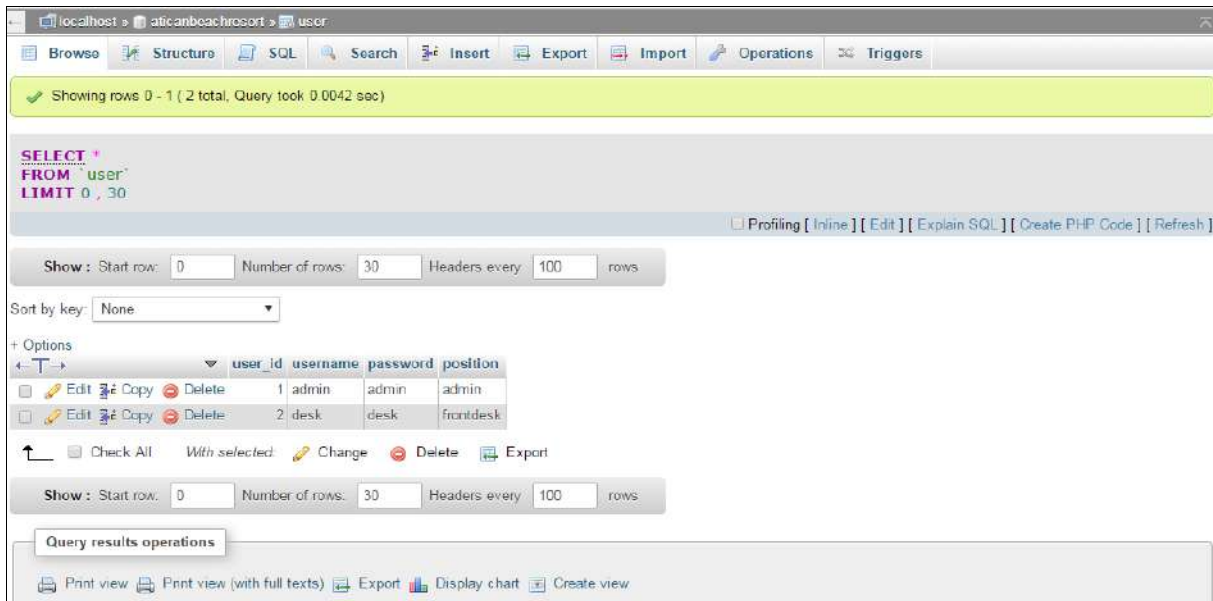 localhost » aticanbeachresort » user
Browse Structure SQL Search Insert Export Import Operations Triggers
Showing rows 0 - 1 ( 2 total, Query took 0.0042 sec)
SELECT *
FROM `user`
LIMIT 0 , 30
Profiling [ Inline ] [ Edit ] [ Explain SQL ] [ Create PHP Code ] [ Refresh ]
Show : Start row: 0 Number of rows: 30 Headers every 100 rows
Sort by key: None
+ Options
←T→ user_id username password position
Edit Copy Delete 1 admin admin admin
Edit Copy Delete 2 desk desk frontdesk
Check All With selected: Change Delete Export
Show : Start row: 0 Number of rows: 30 Headers every 100 rows
Query results operations
Print view Print view (with full texts) Export Display chart Create view